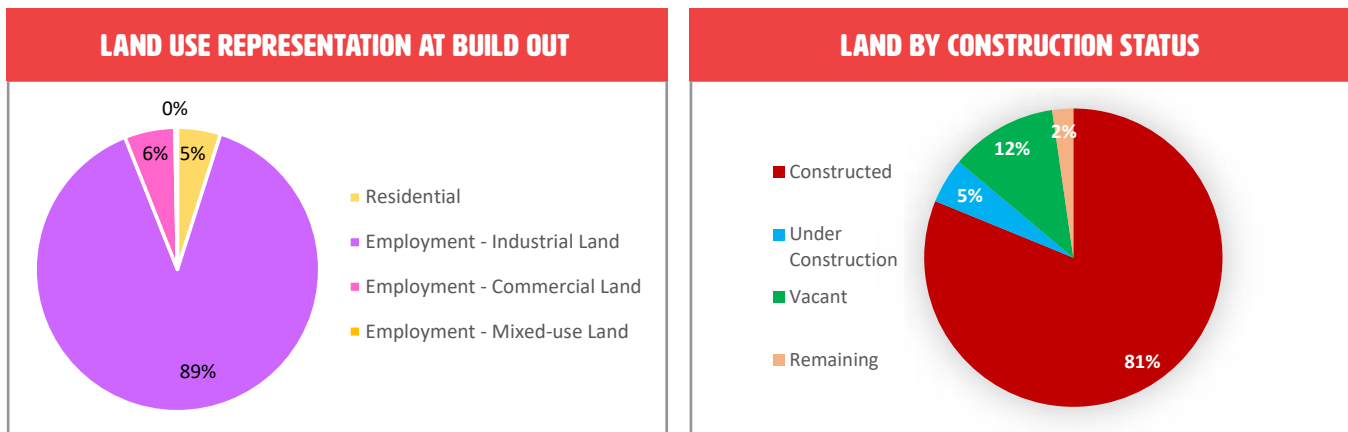 LAND USE REPRESENTATION AT BUILD OUT
0%
6%
5%
89%
Residential
Employment - Industrial Land
Employment - Commercial Land
Employment - Mixed-use Land
LAND BY CONSTRUCTION STATUS
Constructed
Under
Construction
Vacant
Remaining
2%
12%
5%
81%